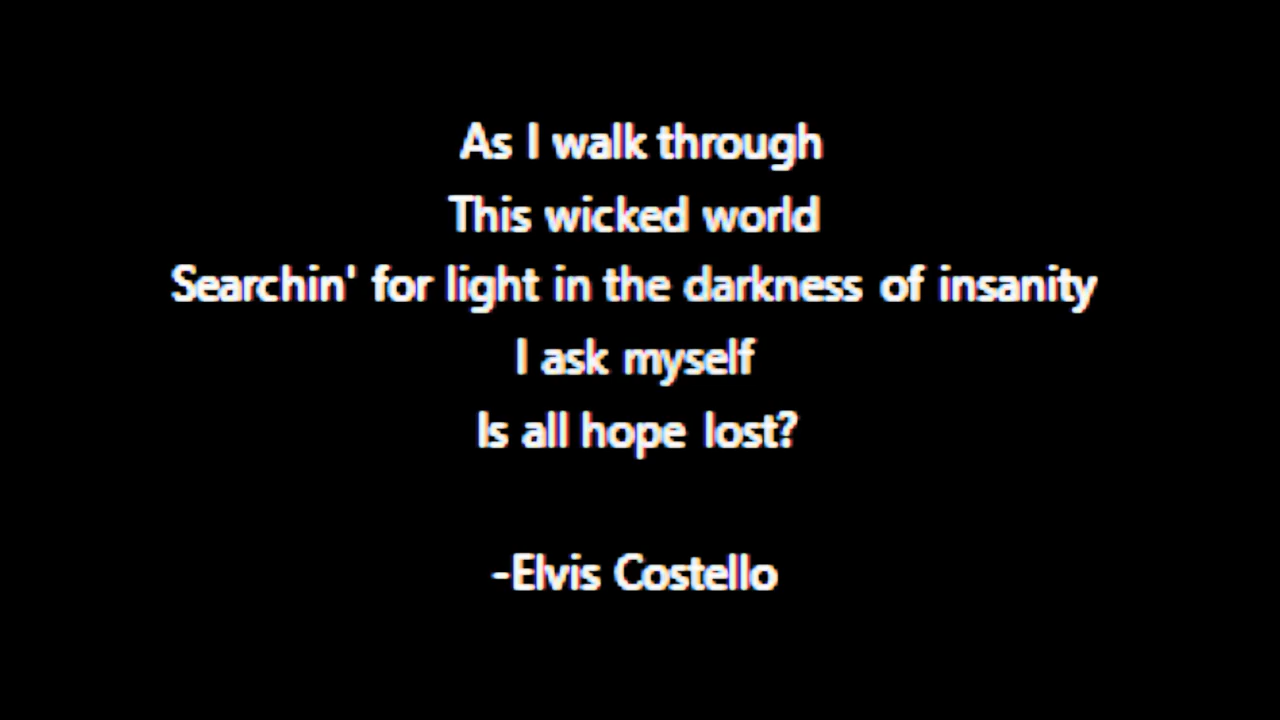 As I walk through
This wicked world
Searchin' for light in the darkness of insanity
I ask myself
Is all hope lost?
-Elvis Costello